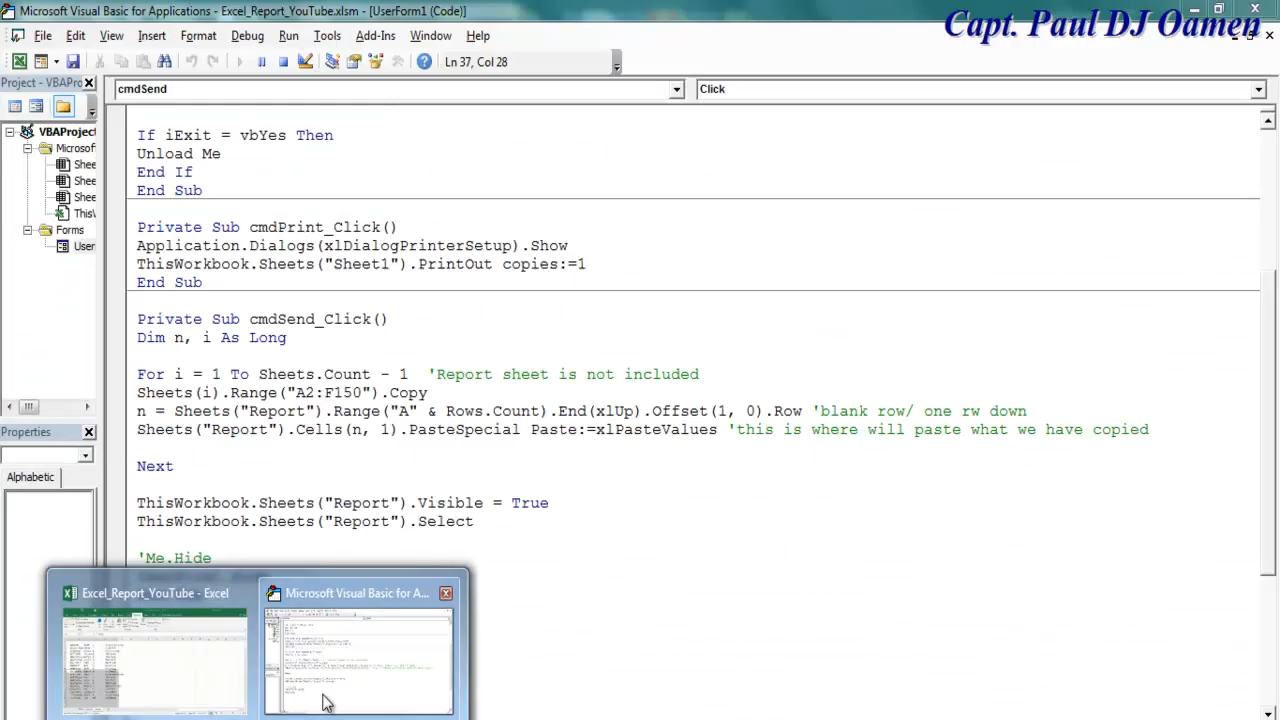 Microsoft Visual Basic for Applications - Excel_Report_YouTube.xlsm - [UserForm1 (Code)]
Capt. Paul DJ Oamen
File Edit View Insert Format Debug Run Tools Add-Ins Window Help
Ln 37, Col 28
Project - VBAPro
cmdSend
Click
VBAProject
Microsof
Shee
Shee
Shee
ThisV
Forms
User
Properties
Alphabetic
If iExit = vbYes Then
Unload Me
End If
End Sub
Private Sub cmdPrint_Click()
Application.Dialogs(xlDialogPrinterSetup).Show
ThisWorkbook.Sheets("Sheet1").PrintOut copies:=1
End Sub
Private Sub cmdSend_Click()
Dim n, i As Long
For i = 1 To Sheets.Count - 1 'Report sheet is not included
Sheets(i).Range("A2:F150").Copy
n = Sheets("Report").Range("A" & Rows.Count).End(xlUp).Offset(1, 0).Row 'blank row/ one rw down
Sheets("Report").Cells(n, 1).PasteSpecial Paste:=xlPasteValues 'this is where will paste what we have copied
Next
ThisWorkbook.Sheets("Report").Visible = True
ThisWorkbook.Sheets("Report").Select
'Me.Hide
Excel_Report_YouTube - Excel
Microsoft Visual Basic for A...